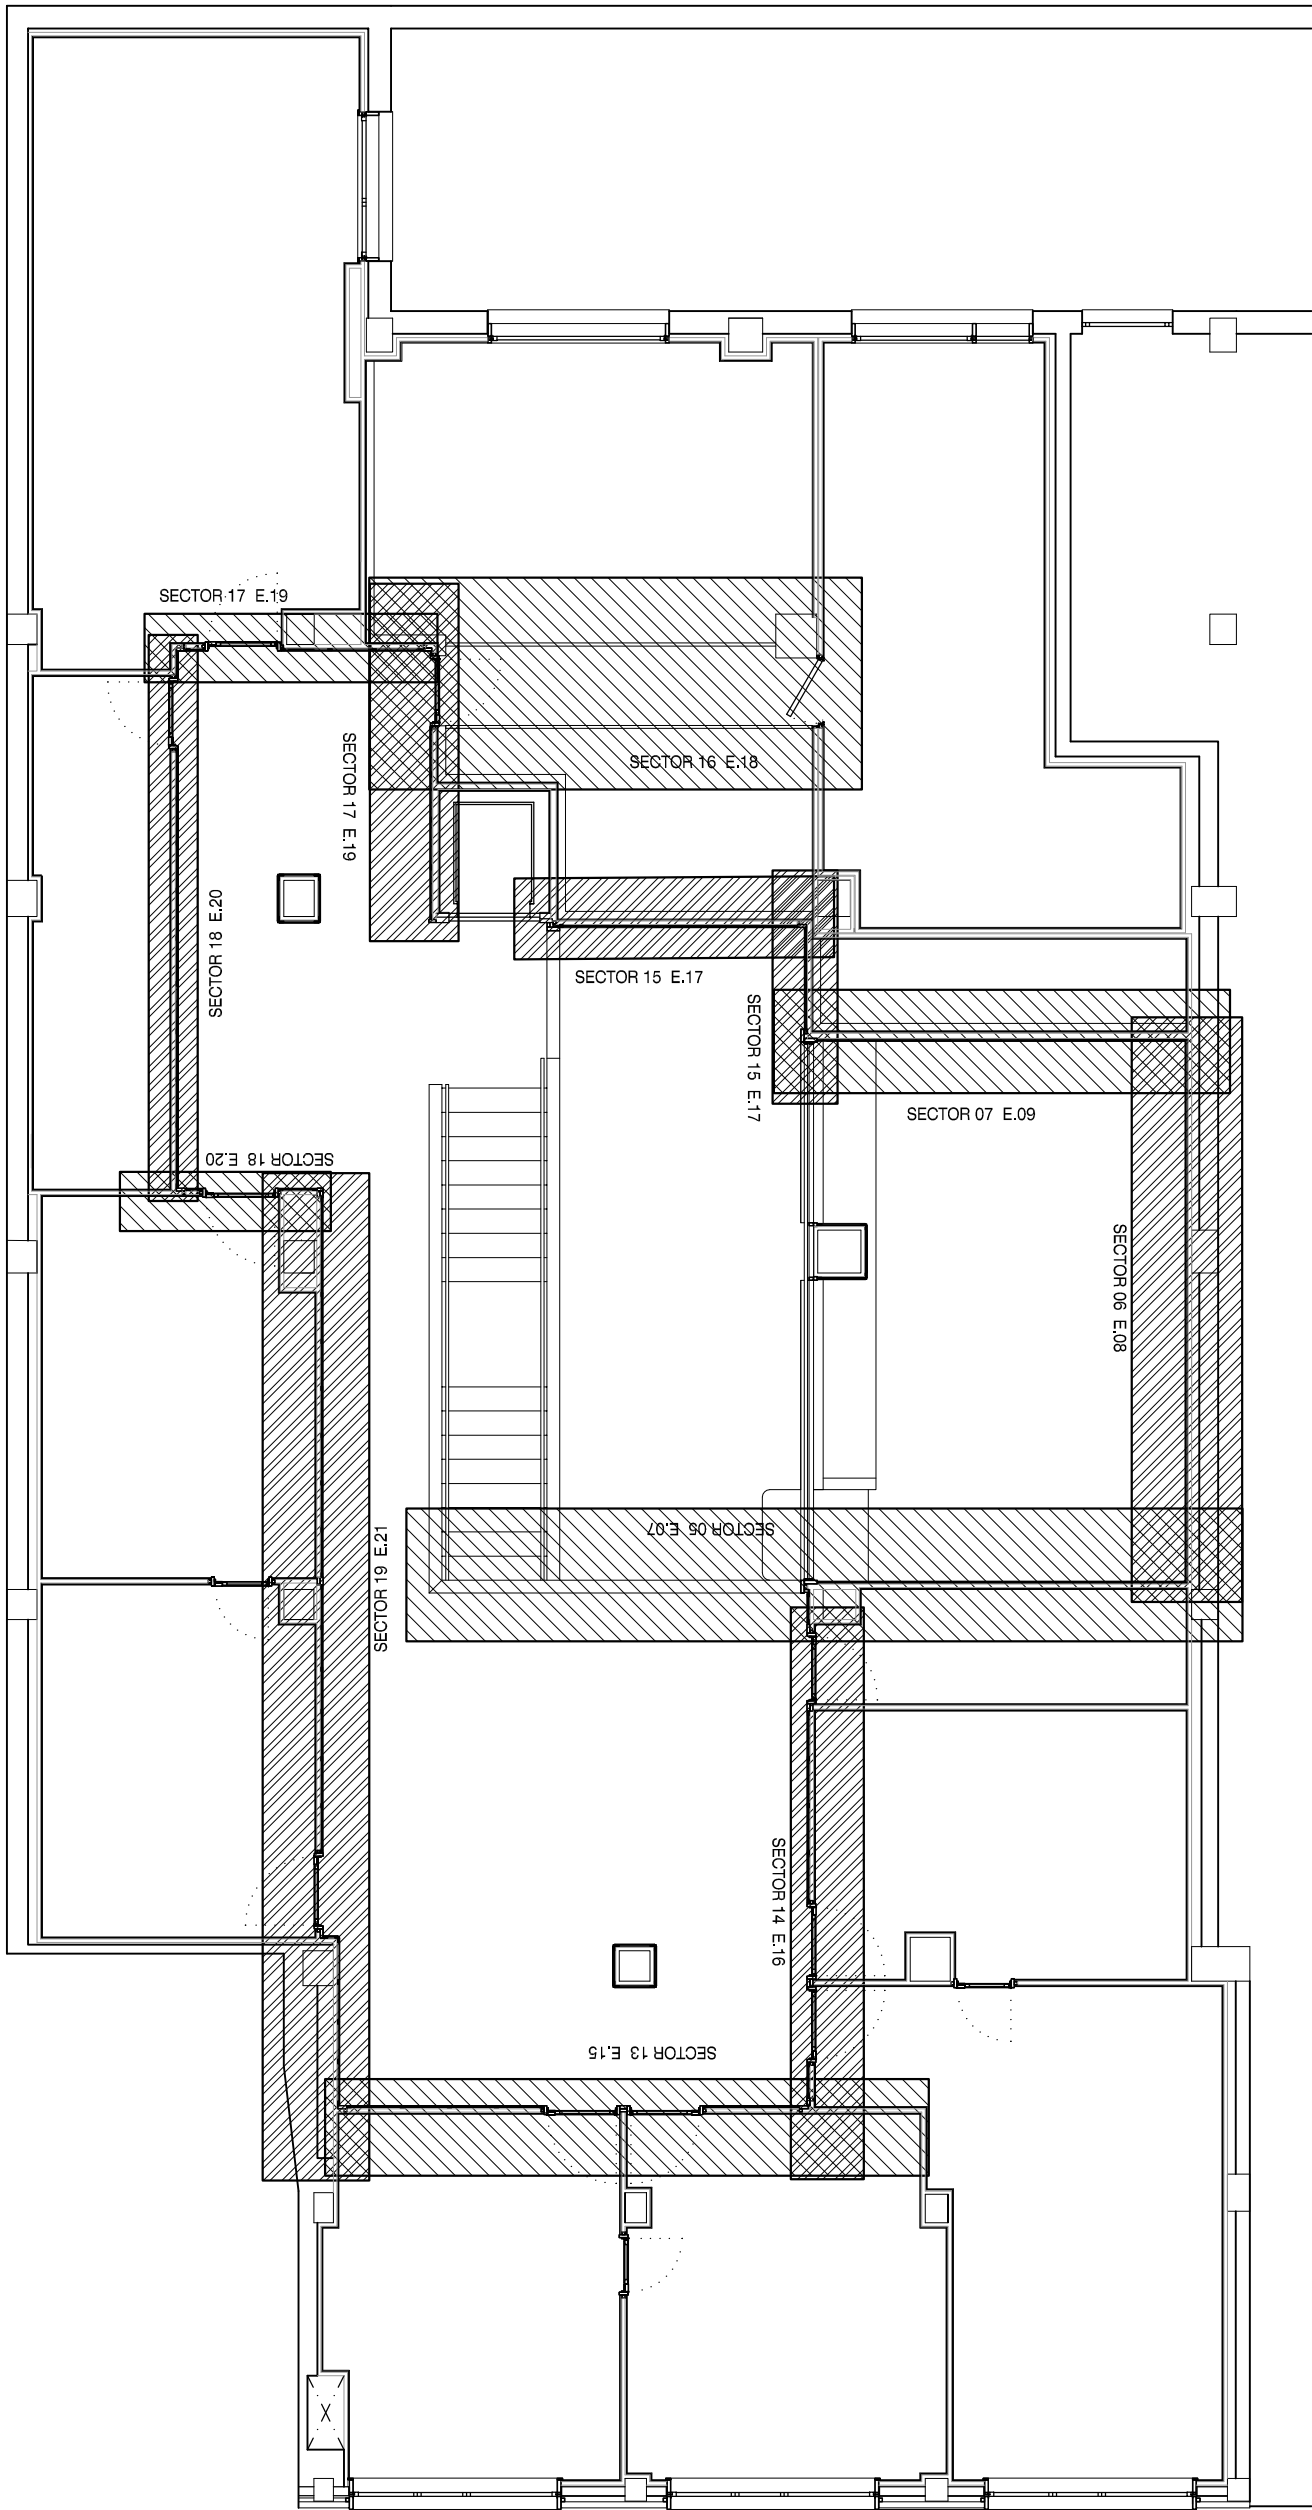 SECTOR 17 E.19
SECTOR 17 E.19
SECTOR 16 E.18
SECTOR 18 E.20
SECTOR 15 E.17
SECTOR 15 E.17
SECTOR 07 E.09
SECTOR 18 E.20
SECTOR 06 E.08
SECTOR 05 E.07
SECTOR 19 E.21
SECTOR 14 E.16
SECTOR 13 E.15